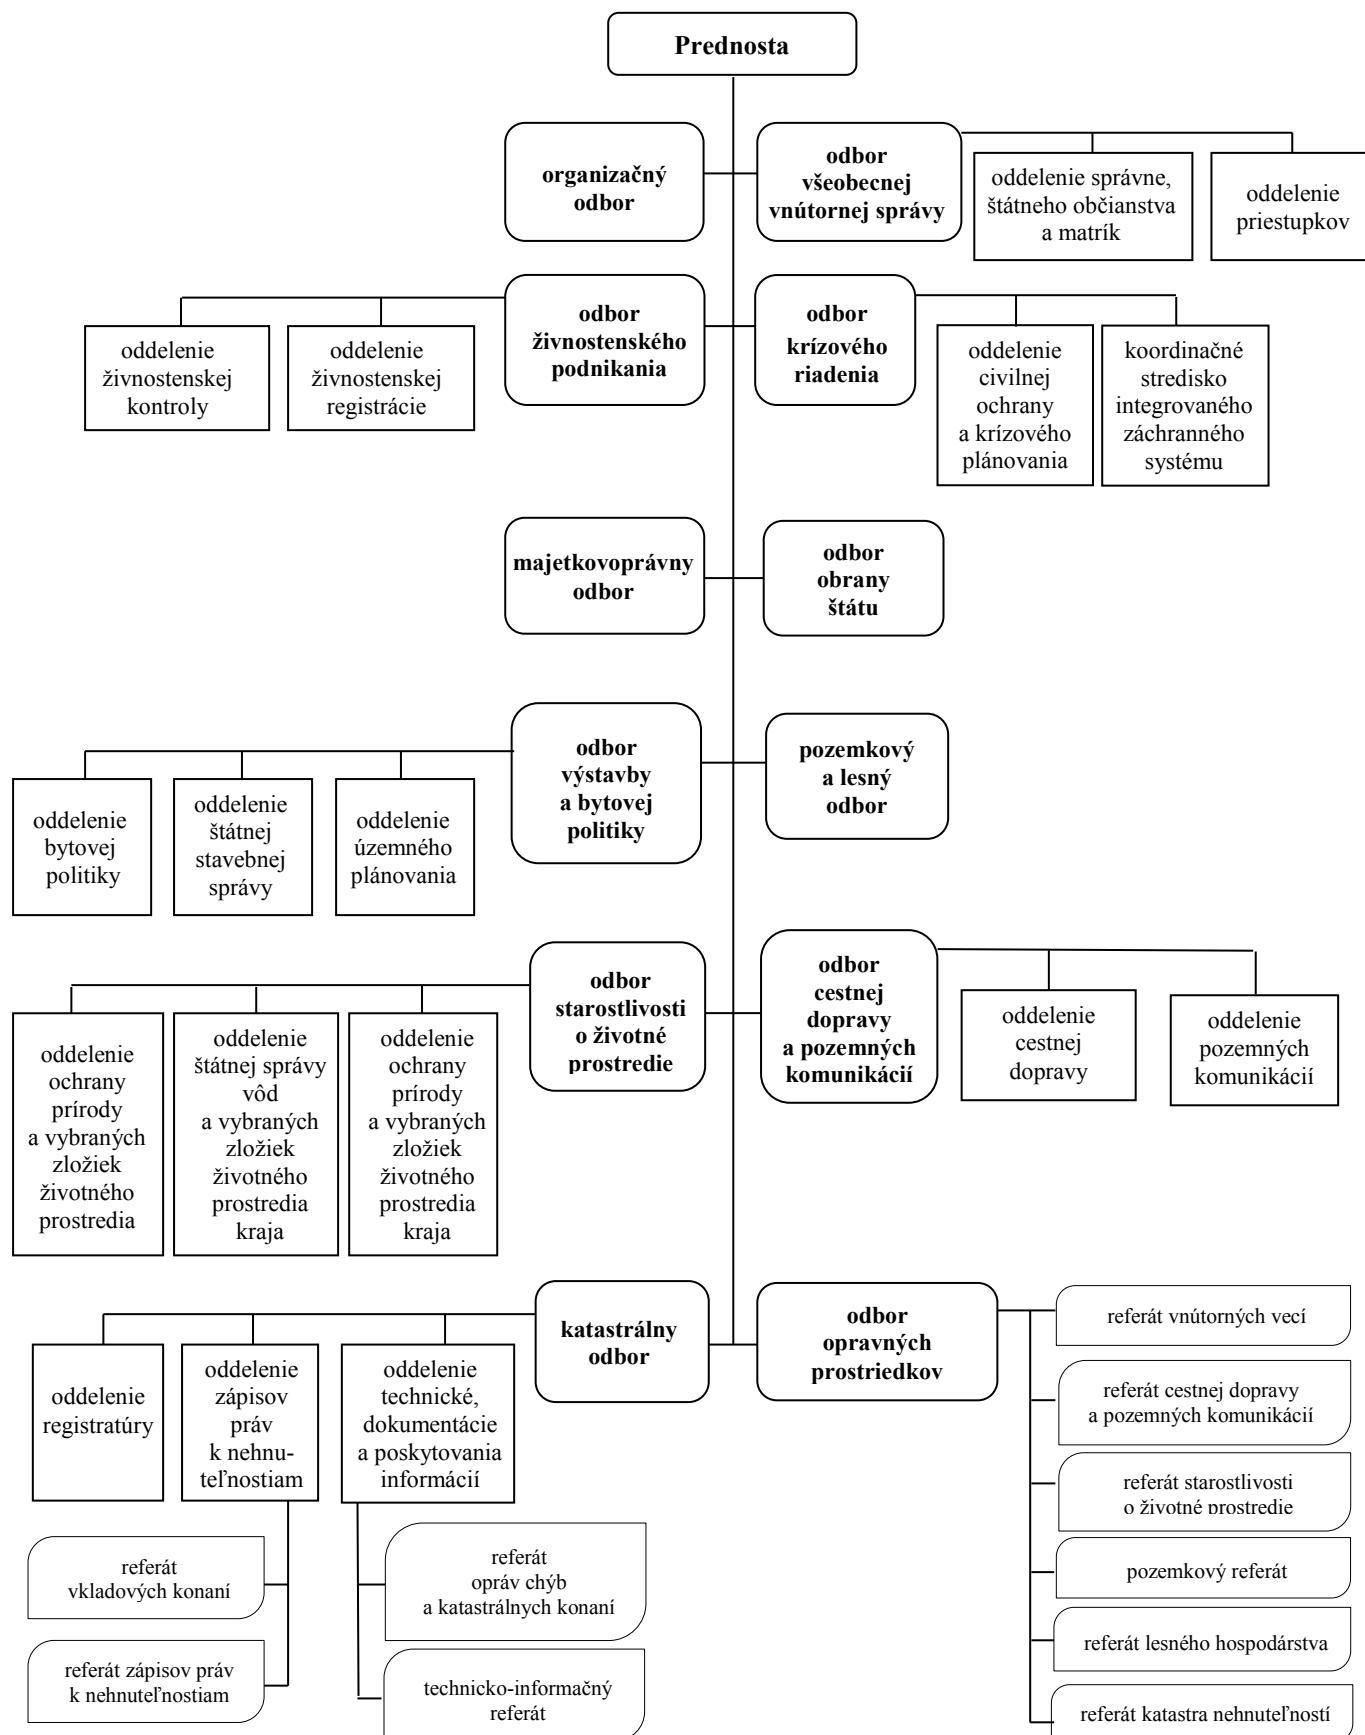 Prednosta
organizačný
odbor
odbor
všeobecnej
vnútornej správy
oddelenie správne,
štátneho občianstva
a matrík
oddelenie
priestupkov
odbor
živnostenského
podnikania
oddelenie
živnostenskej
kontroly
oddelenie
živnostenskej
registrácie
odbor
krízového
riadenia
oddelenie
civilnej
ochrany
a krízového
plánovania
koordinačné
stredisko
integrovaného
záchranného
systému
majetkovoprávny
odbor
odbor
obrany
štátu
odbor
výstavby
a bytovej
politiky
oddelenie
bytovej
politiky
oddelenie
štátnej
stavebnej
správy
oddelenie
územného
plánovania
pozemkový
a lesný
odbor
odbor
starostlivosti
o životné
prostredie
oddelenie
ochrany
prírody
a vybraných
zložiek
životného
prostredia
oddelenie
štátnej správy
vôd
a vybraných
zložiek
životného
prostredia
kraja
oddelenie
ochrany
prírody
a vybraných
zložiek
životného
prostredia
kraja
odbor
cestnej
dopravy
a pozemných
komunikácií
oddelenie
cestnej
dopravy
oddelenie
pozemných
komunikácií
katastrálny
odbor
oddelenie
registratúry
oddelenie
zápisov
práv
k nehnu-
teľnostiam
oddelenie
technické,
dokumentácie
a poskytovania
informácií
referát
vkladových konaní
referát zápisov práv
k nehnuteľnostiam
referát
opráv chýb
a katastrálnych konaní
technicko-informačný
referát
odbor
opravných
prostriedkov
referát vnútorných vecí
referát cestnej dopravy
a pozemných komunikácií
referát starostlivosti
o životné prostredie
pozemkový referát
referát lesného hospodárstva
referát katastra nehnuteľností